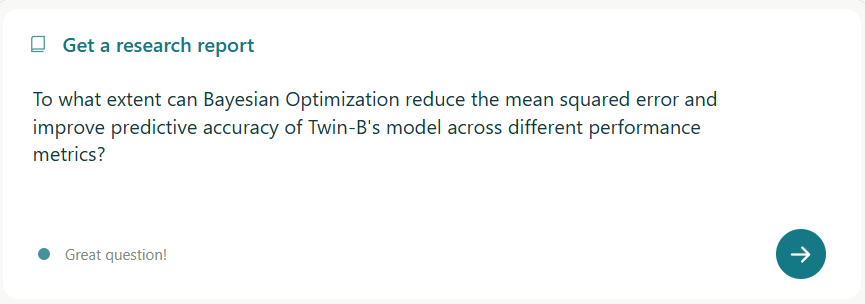 Get a research report
To what extent can Bayesian Optimization reduce the mean squared error and
improve predictive accuracy of Twin-B's model across different performance
metrics?
Great question!